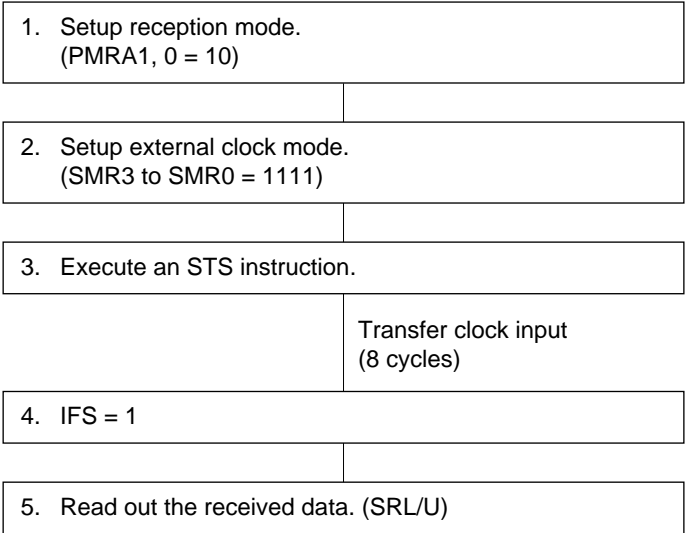 1. Setup reception mode.
(PMRA1, 0 = 10)
2. Setup external clock mode.
(SMR3 to SMR0 = 1111)
3. Execute an STS instruction.
Transfer clock input
(8 cycles)
4. IFS = 1
5. Read out the received data. (SRL/U)